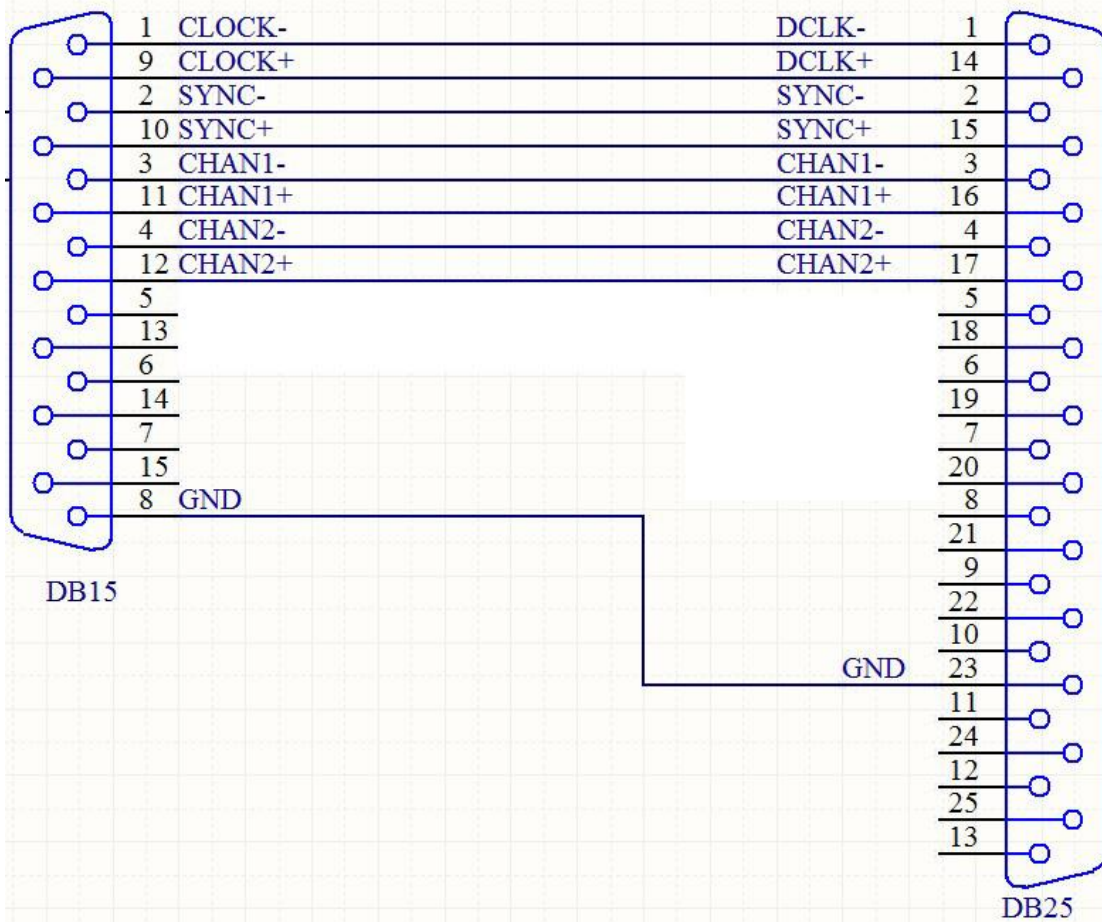 1 CLOCK- DCLK- 1
9 CLOCK+ DCLK+ 14
2 SYNC- SYNC- 2
10 SYNC+ SYNC+ 15
3 CHAN1- CHAN1- 3
11 CHAN1+ CHAN1+ 16
4 CHAN2- CHAN2- 4
12 CHAN2+ CHAN2+ 17
5 5
13 18
6 6
14 19
7 7
15 20
8 GND 8
21
9
DB15
22
10
GND 23
11
24
12
25
13
DB25